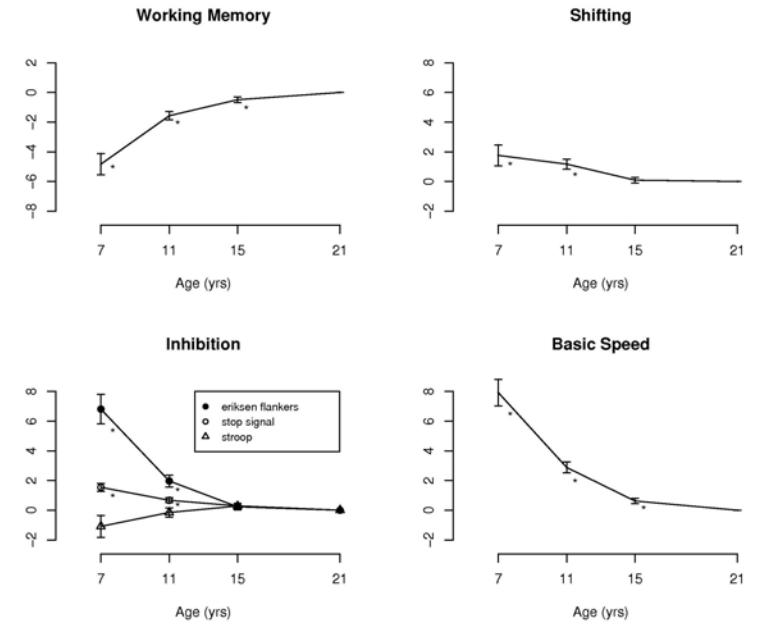 Working Memory
2
0
−2
−4
−6
−8
*
*
*
7 11 15 21
Age (yrs)
Shifting
8
6
4
2
0
−2
*
*
7 11 15 21
Age (yrs)
Inhibition
8
6
4
2
0
−2
eriksen flankers
stop signal
stroop
*
*
*
*
7 11 15 21
Age (yrs)
Basic Speed
8
6
4
2
0
−2
*
*
*
7 11 15 21
Age (yrs)